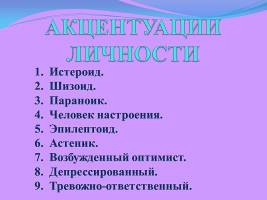 АКЦЕНТУАЦИИ
ЛИЧНОСТИ
1. Истероид.
2. Шизоид.
3. Параноик.
4. Человек настроения.
5. Эпилептоид.
6. Астеник.
7. Возбужденный оптимист.
8. Депрессированный.
9. Тревожно-ответственный.